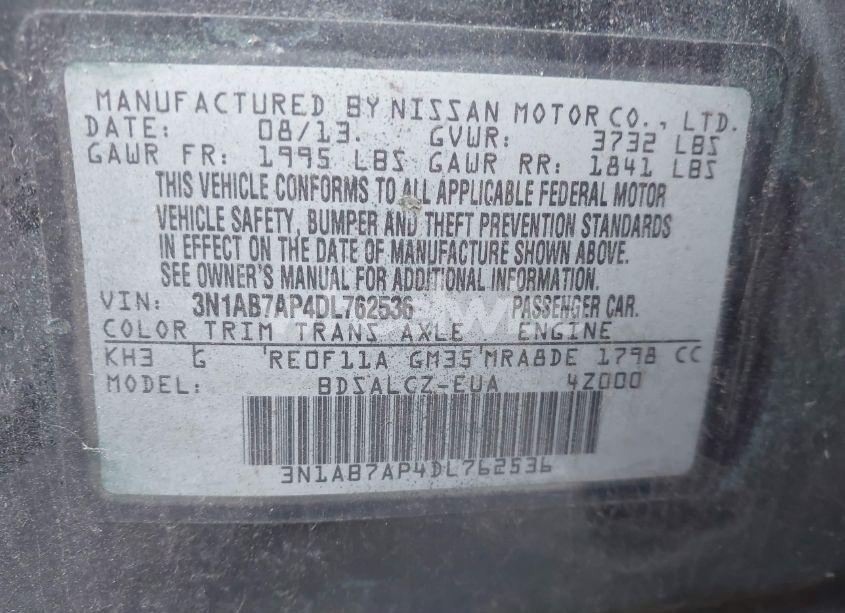 MANUFACTURED BY NISSAN MOTOR CO., LTD.
DATE: 08/13. GVWR: 3732 LBS
GAWR FR: 1995 LBS GAWR RR: 1841 LBS
THIS VEHICLE CONFORMS TO ALL APPLICABLE FEDERAL MOTOR
VEHICLE SAFETY, BUMPER AND THEFT PREVENTION STANDARDS
IN EFFECT ON THE DATE OF MANUFACTURE SHOWN ABOVE.
SEE OWNER'S MANUAL FOR ADDITIONAL INFORMATION.
VIN: 3N1AB7AP4DL762536 PASSENGER CAR.
COLOR TRIM TRANS AXLE ENGINE
KH3 G RE0F11A GM35 MRA8DE 1798 CC
MODEL: BDSALCZ-EUA 4Z000
3N1AB7AP4DL762536